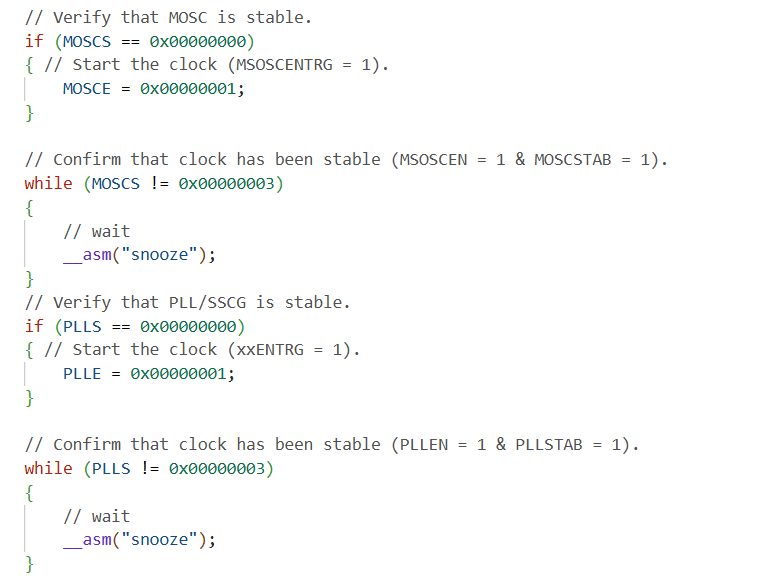 // Verify that MOSC is stable.
if (MOSCS == 0x00000000)
{ // Start the clock (MSOSCENTRG = 1).
MOSCE = 0x00000001;
}
// Confirm that clock has been stable (MSOSCEN = 1 & MOSCSTAB = 1).
while (MOSCS != 0x00000003)
{
// wait
__asm("snooze");
}
// Verify that PLL/SSCG is stable.
if (PLLS == 0x00000000)
{ // Start the clock (xxENTRG = 1).
PLLE = 0x00000001;
}
// Confirm that clock has been stable (PLLEN = 1 & PLLSTAB = 1).
while (PLLS != 0x00000003)
{
// wait
__asm("snooze");
}